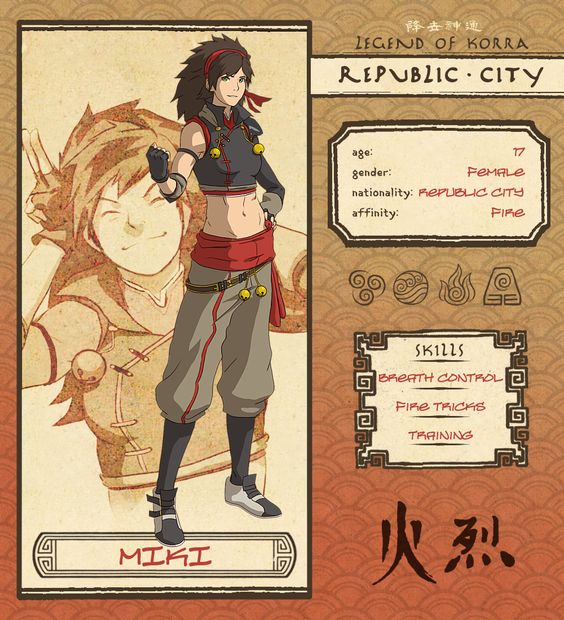 降去神通
LEGEND OF KORRA
REPUBLIC · CITY
age: 17
gender: FEMALE
nationality: REPUBLIC CITY
affinity: FIRE
SKILLS
BREATH CONTROL
FIRE TRICKS
TRAINING
火烈
MIKI